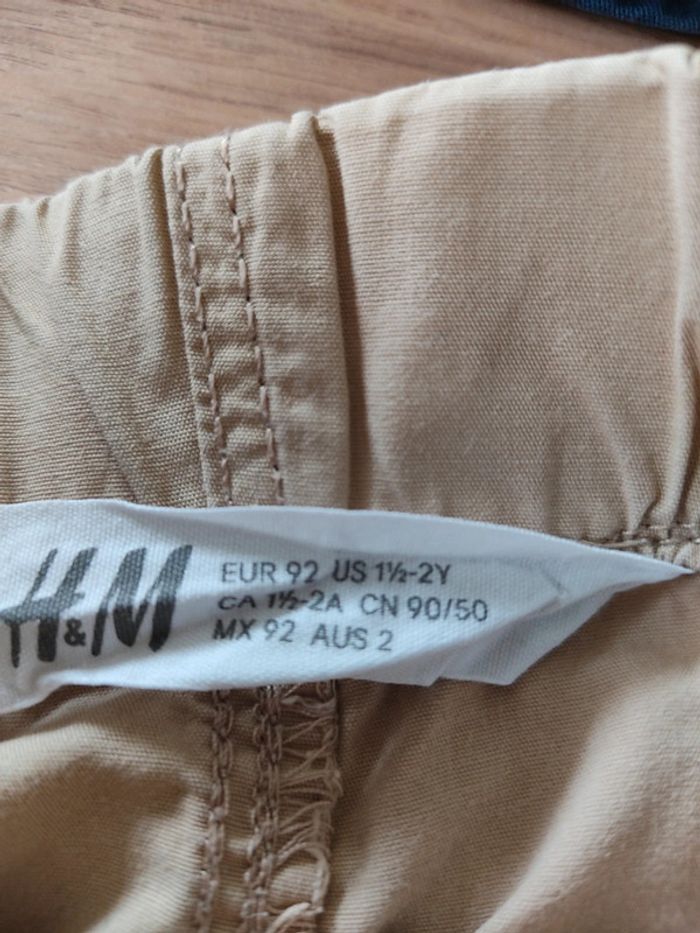 H&M
EUR 92 US 1½-2Y
CA 1½-2A CN 90/50
MX 92 AUS 2